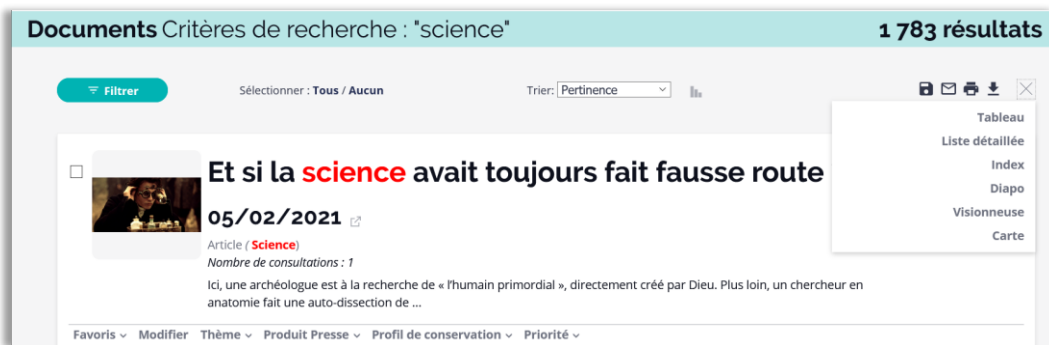 Documents Critères de recherche : "science"
1 783 résultats
Filtrer
Sélectionner : Tous / Aucun
Trier: Pertinence
Tableau
Liste détaillée
Index
Diapo
Visionneuse
Carte
Et si la science avait toujours fait fausse route
05/02/2021
Article ( Science)
Nombre de consultations : 1
Ici, une archéologue est à la recherche de « l'humain primordial », directement créé par Dieu. Plus loin, un chercheur en
anatomie fait une auto-dissection de ...
Favoris Modifier Thème Produit Presse Profil de conservation Priorité